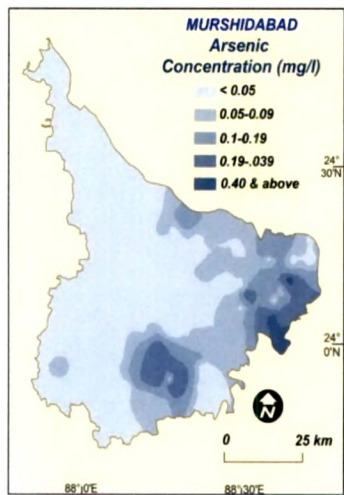 MURSHIDABAD
Arsenic
Concentration (mg/l)
< 0.05
0.05-0.09
0.1-0.19
0.19-.039
0.40 & above
24°
30'N
24°
0'N
N
0 25 km
88°10'E 88°30'E